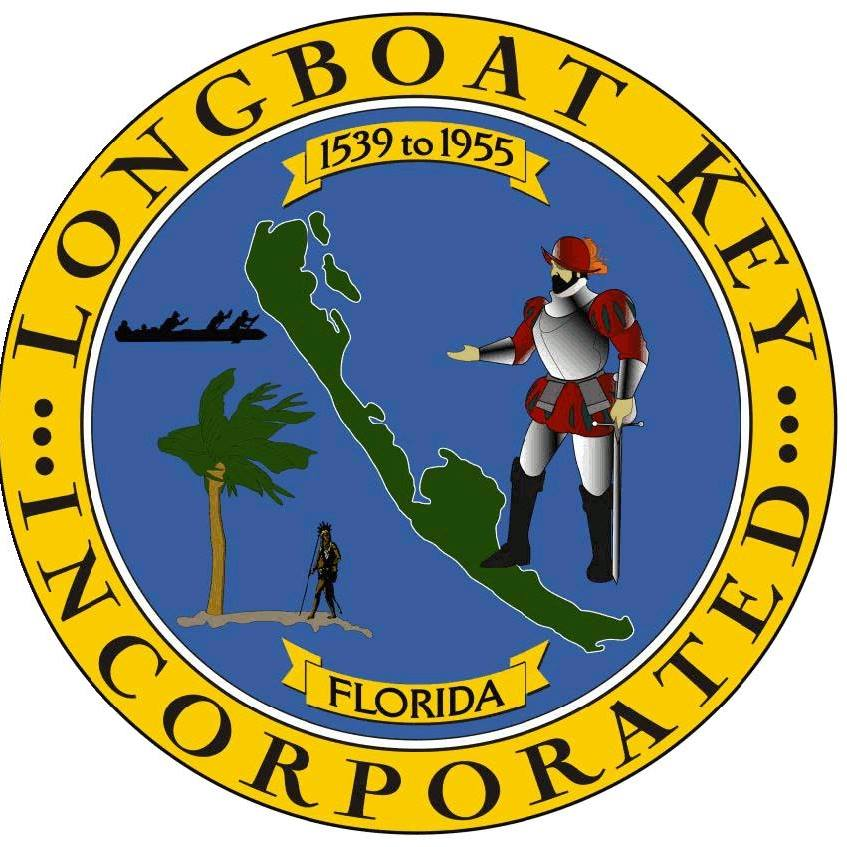 LONGBOAT KEY
1539 to 1955
FLORIDA
INCORPORATED